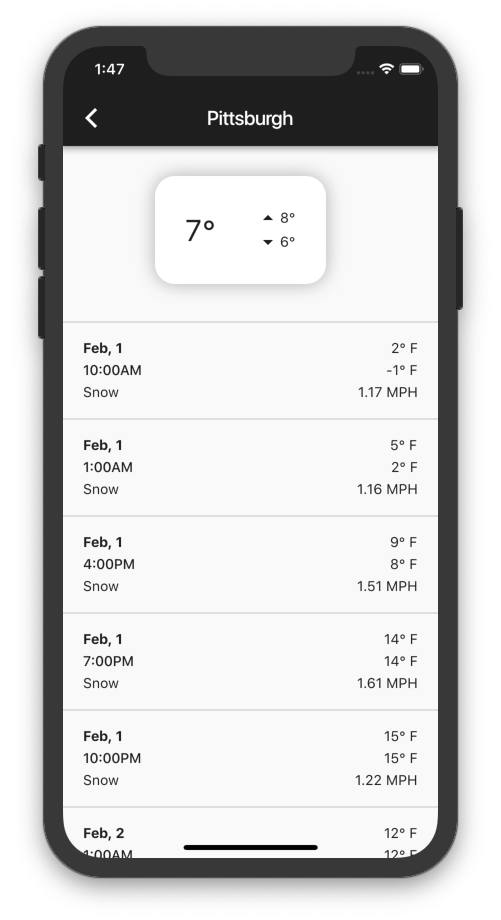 1:47
Pittsburgh
7°
8°
6°
Feb, 1 2° F
10:00AM -1° F
Snow 1.17 MPH
Feb, 1 5° F
1:00AM 2° F
Snow 1.16 MPH
Feb, 1 9° F
4:00PM 8° F
Snow 1.51 MPH
Feb, 1 14° F
7:00PM 14° F
Snow 1.61 MPH
Feb, 1 15° F
10:00PM 15° F
Snow 1.22 MPH
Feb, 2 12° F
1:00AM 12° F